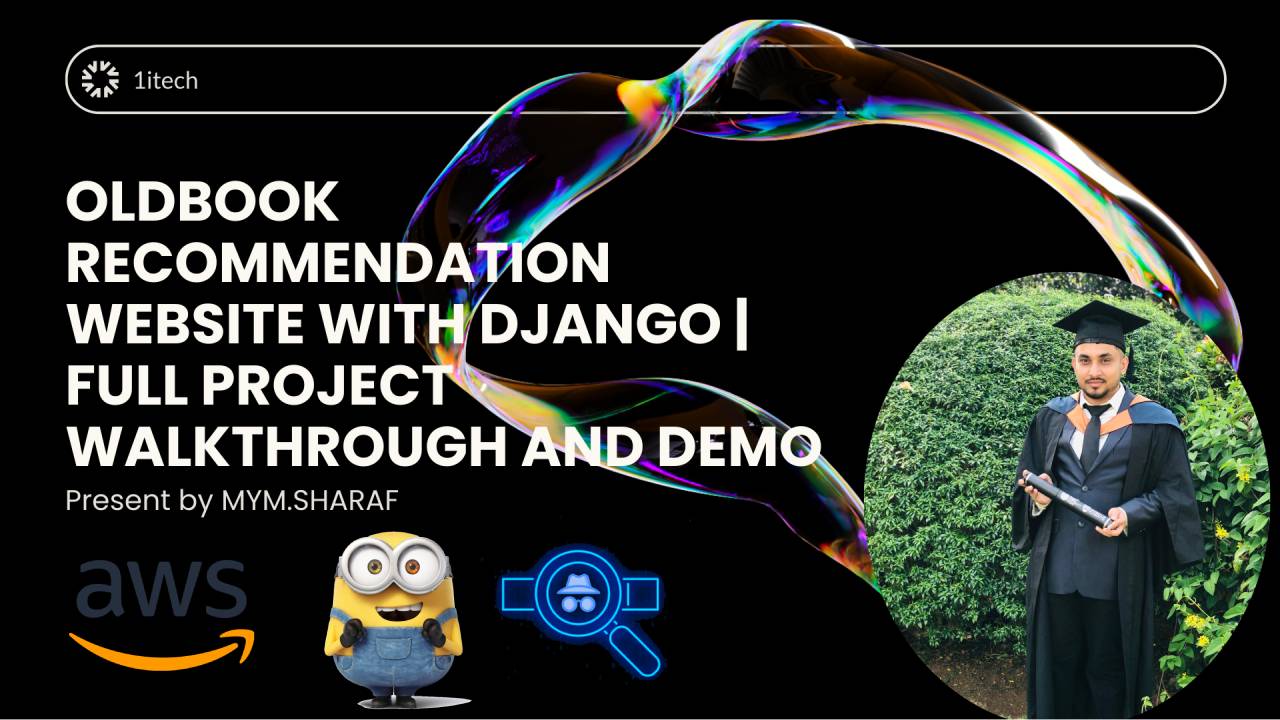 1itech
OLDBOOK
RECOMMENDATION
WEBSITE WITH DJANGO |
FULL PROJECT
WALKTHROUGH AND DEMO
Present by MYM.SHARAF
aws